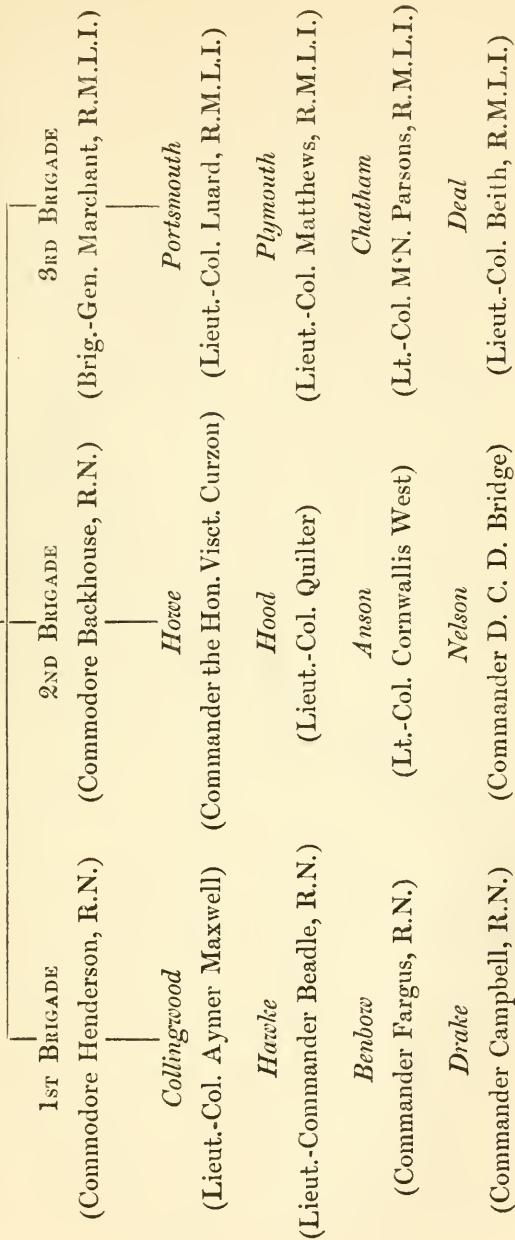 1ST BRIGADE
(Commodore Henderson, R.N.)
Collingwood
(Lieut.-Col. Aymer Maxwell)
Hawke
(Lieut.-Commander Beadle, R.N.)
Benbow
(Commander Fargus, R.N.)
Drake
(Commander Campbell, R.N.)
2ND BRIGADE
(Commodore Backhouse, R.N.)
Howe
(Commander the Hon. Visct. Curzon)
Hood
(Lieut.-Col. Quilter)
Anson
(Lt.-Col. Cornwallis West)
Nelson
(Commander D. C. D. Bridge)
3RD BRIGADE
(Brig.-Gen. Marchant, R.M.L.I.)
Portsmouth
(Lieut.-Col. Luard, R.M.L.I.)
Plymouth
(Lieut.-Col. Matthews, R.M.L.I.)
Chatham
(Lt.-Col. M‘N. Parsons, R.M.L.I.)
Deal
(Lieut.-Col. Beith, R.M.L.I.)